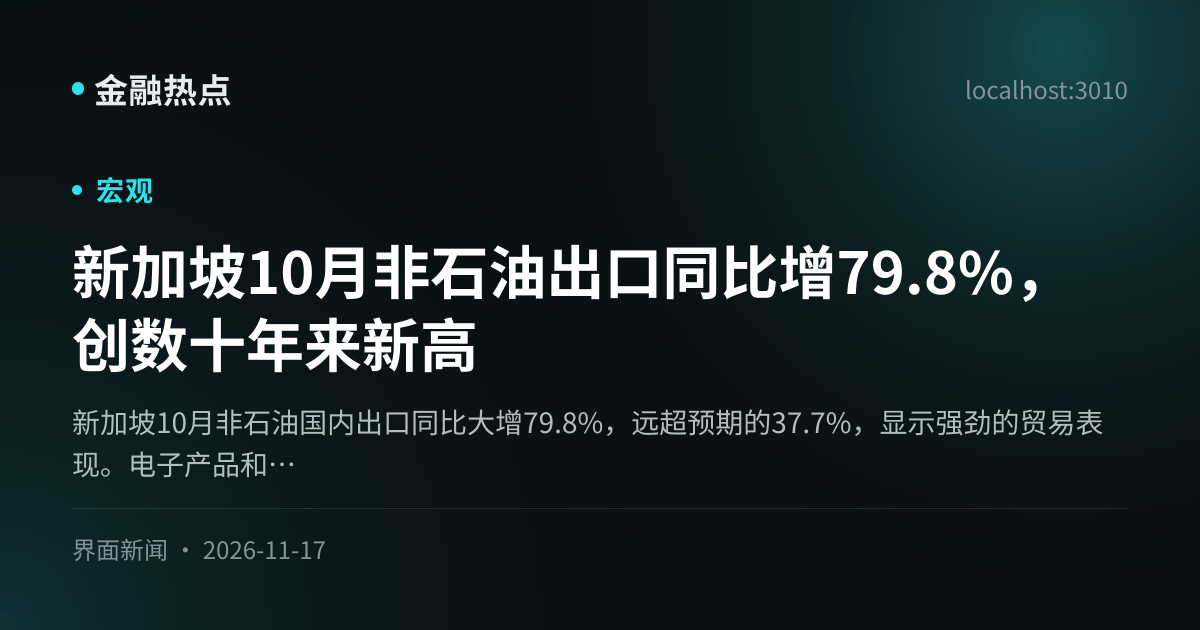 金融热点
localhost:3010
宏观
新加坡10月非石油出口同比增79.8%，
创数十年来新高
新加坡10月非石油国内出口同比大增79.8%，远超预期的37.7%，显示强劲的贸易表
现。电子产品和…
界面新闻 • 2026-11-17